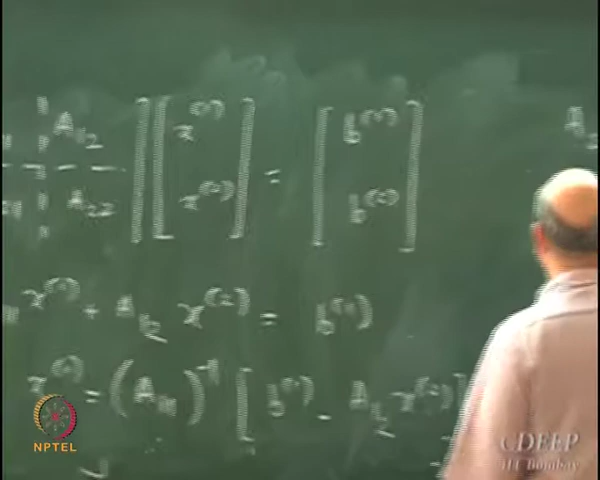 A₁₂ x⁽¹⁾ = b⁽¹⁾ A₂
A₂₂ x⁽²⁾ b⁽²⁾
x⁽¹⁾ + A₁₂ x⁽²⁾ = b⁽¹⁾
x⁽¹⁾ = (A₁₁)⁻¹ [ b⁽¹⁾ - A₁₂ x⁽²⁾ ]
NPTEL
CDEEP
IIT Bombay